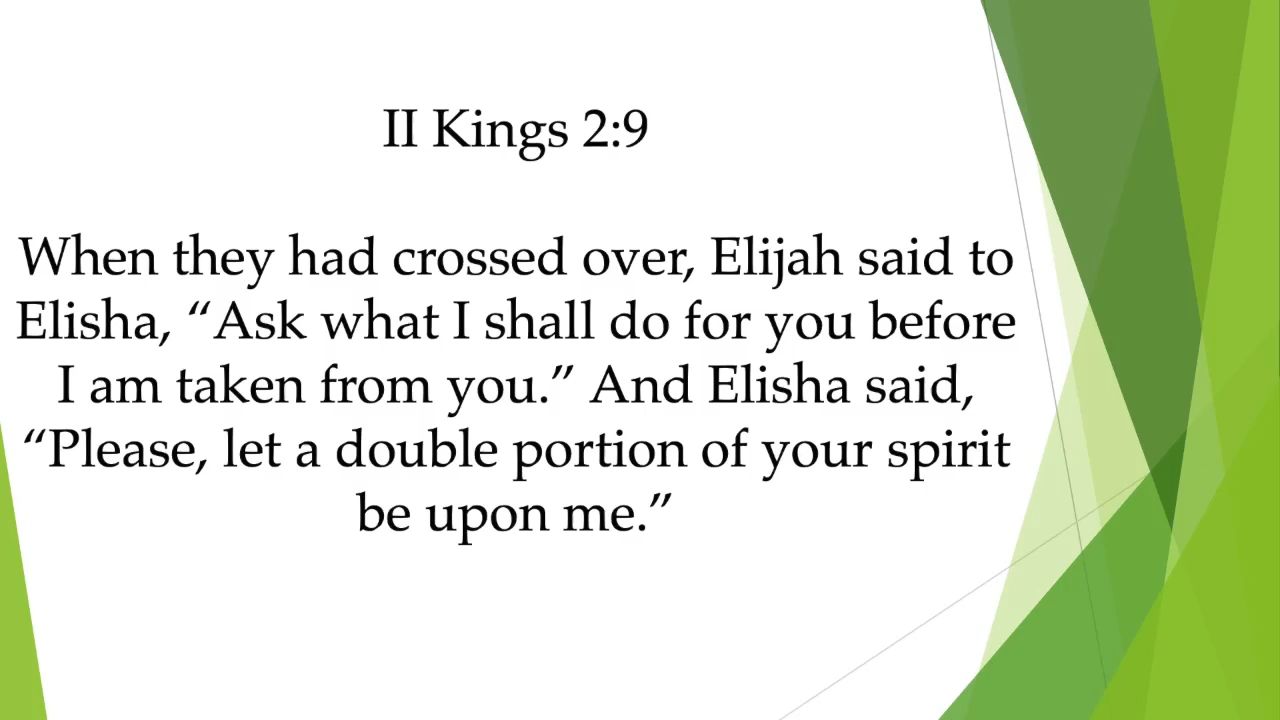 II Kings 2:9
When they had crossed over, Elijah said to
Elisha, “Ask what I shall do for you before
I am taken from you.” And Elisha said,
“Please, let a double portion of your spirit
be upon me.”